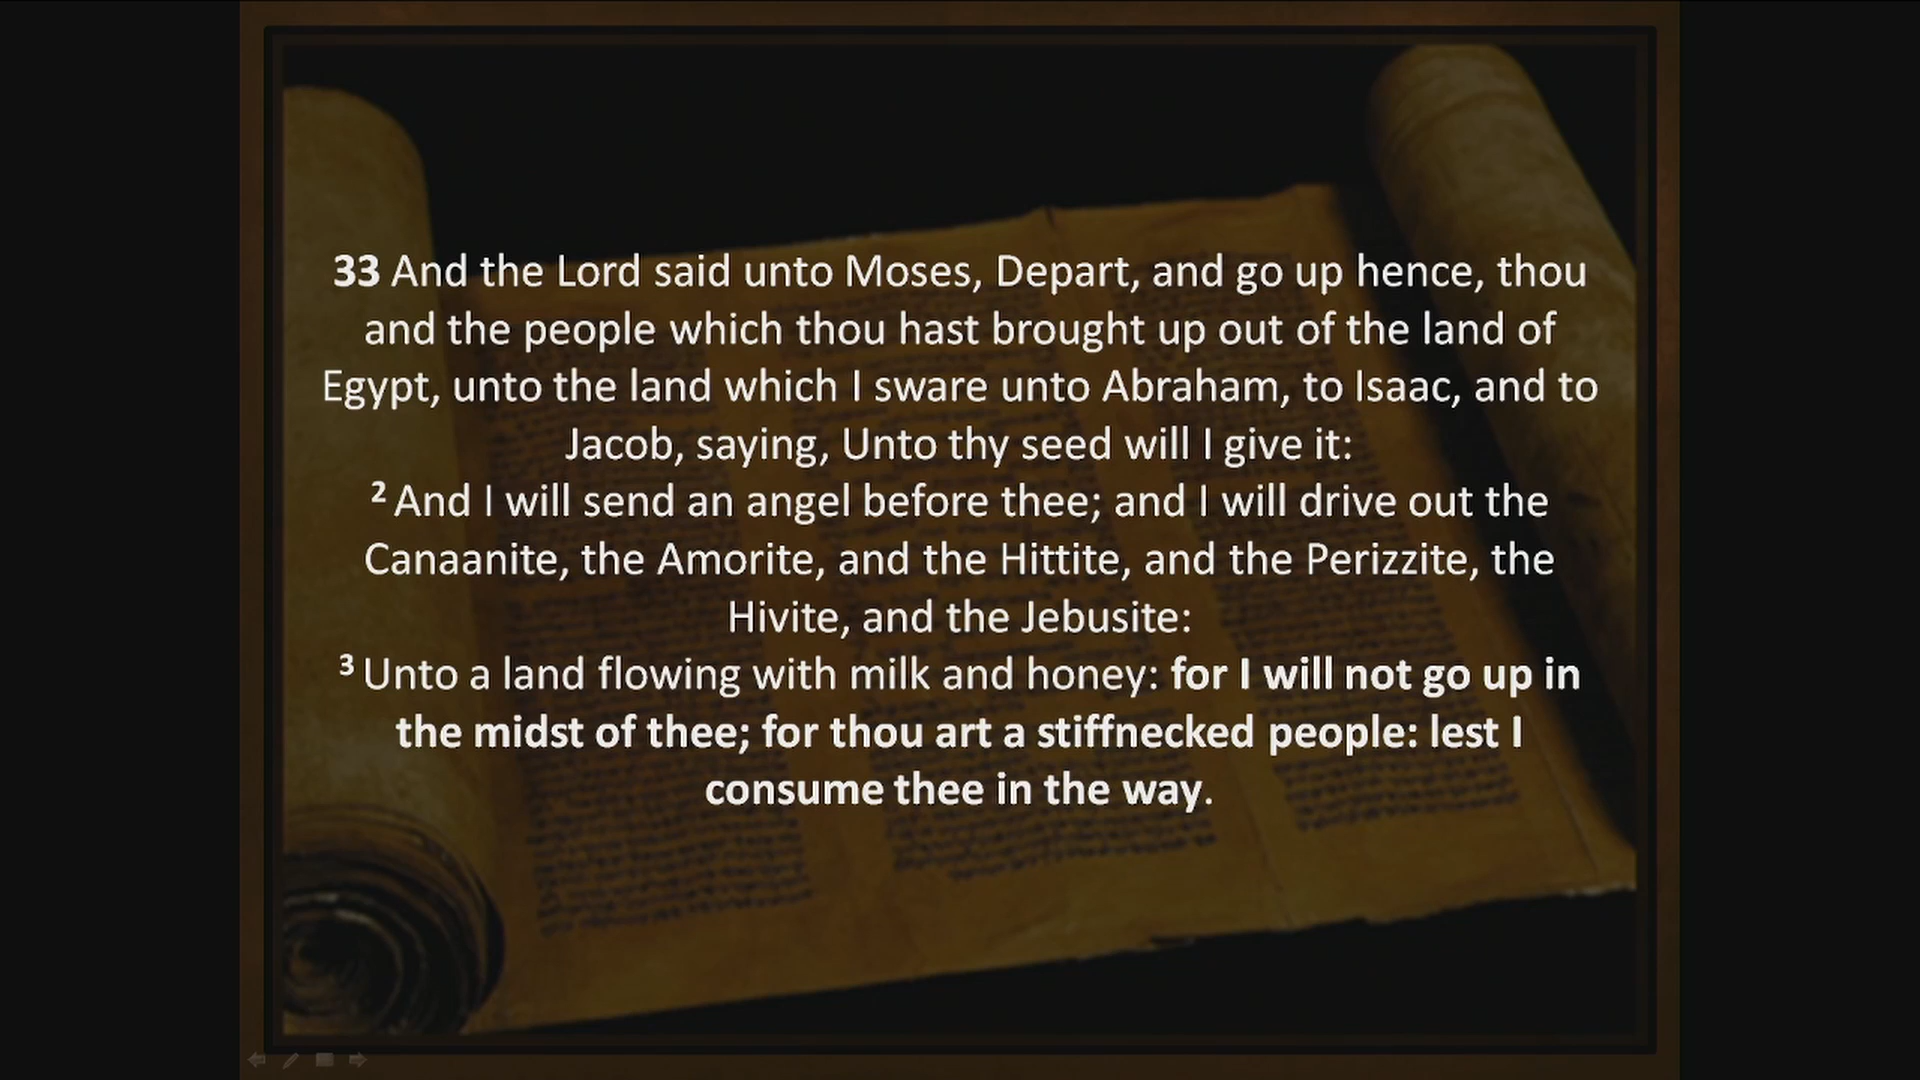 33 And the Lord said unto Moses, Depart, and go up hence, thou
and the people which thou hast brought up out of the land of
Egypt, unto the land which I sware unto Abraham, to Isaac, and to
Jacob, saying, Unto thy seed will I give it:
2 And I will send an angel before thee; and I will drive out the
Canaanite, the Amorite, and the Hittite, and the Perizzite, the
Hivite, and the Jebusite:
3 Unto a land flowing with milk and honey: for I will not go up in
the midst of thee; for thou art a stiffnecked people: lest I
consume thee in the way.